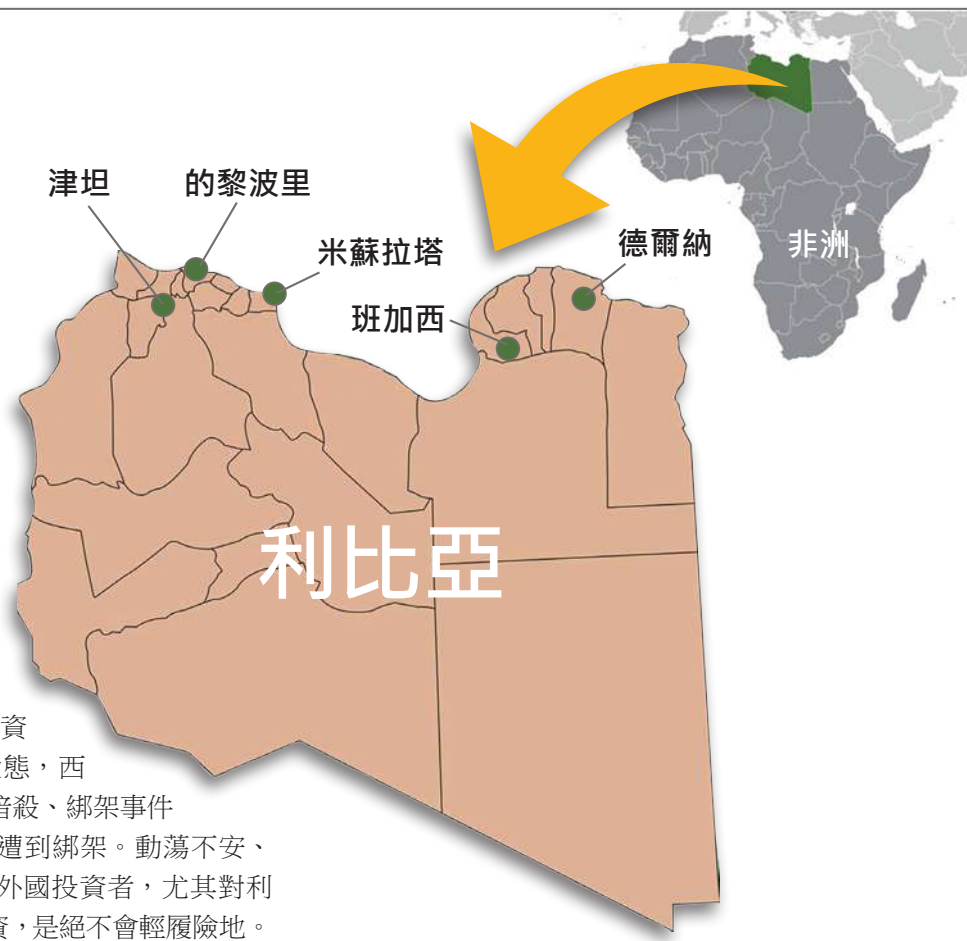 津坦
的黎波里
米蘇拉塔
班加西
德爾納
非洲
利比亞
資
態，西
暗殺、綁架事件
遭到綁架。動蕩不安、
外國投資者，尤其對利
資，是絕不會輕履險地。